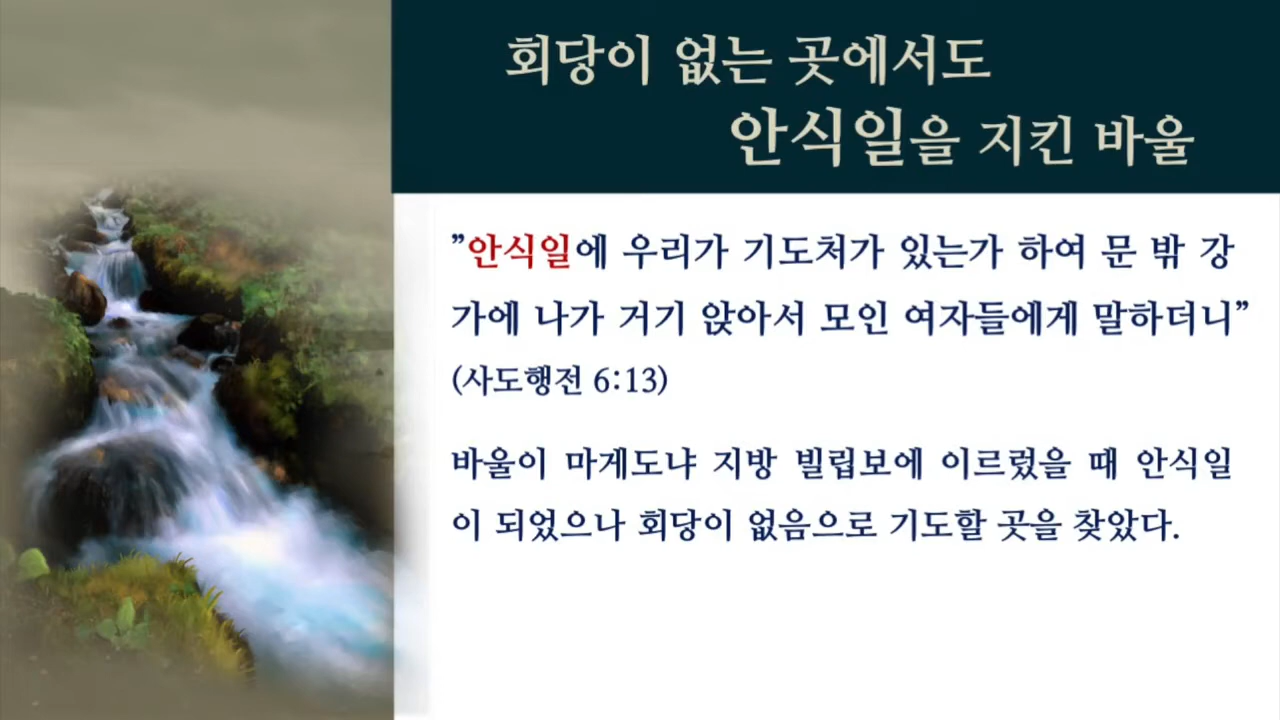 회당이 없는 곳에서도
안식일을 지킨 바울
”안식일에 우리가 기도처가 있는가 하여 문 밖 강
가에 나가 거기 앉아서 모인 여자들에게 말하더니”
(사도행전 6:13)
바울이 마게도냐 지방 빌립보에 이르렀을 때 안식일
이 되었으나 회당이 없음으로 기도할 곳을 찾았다.